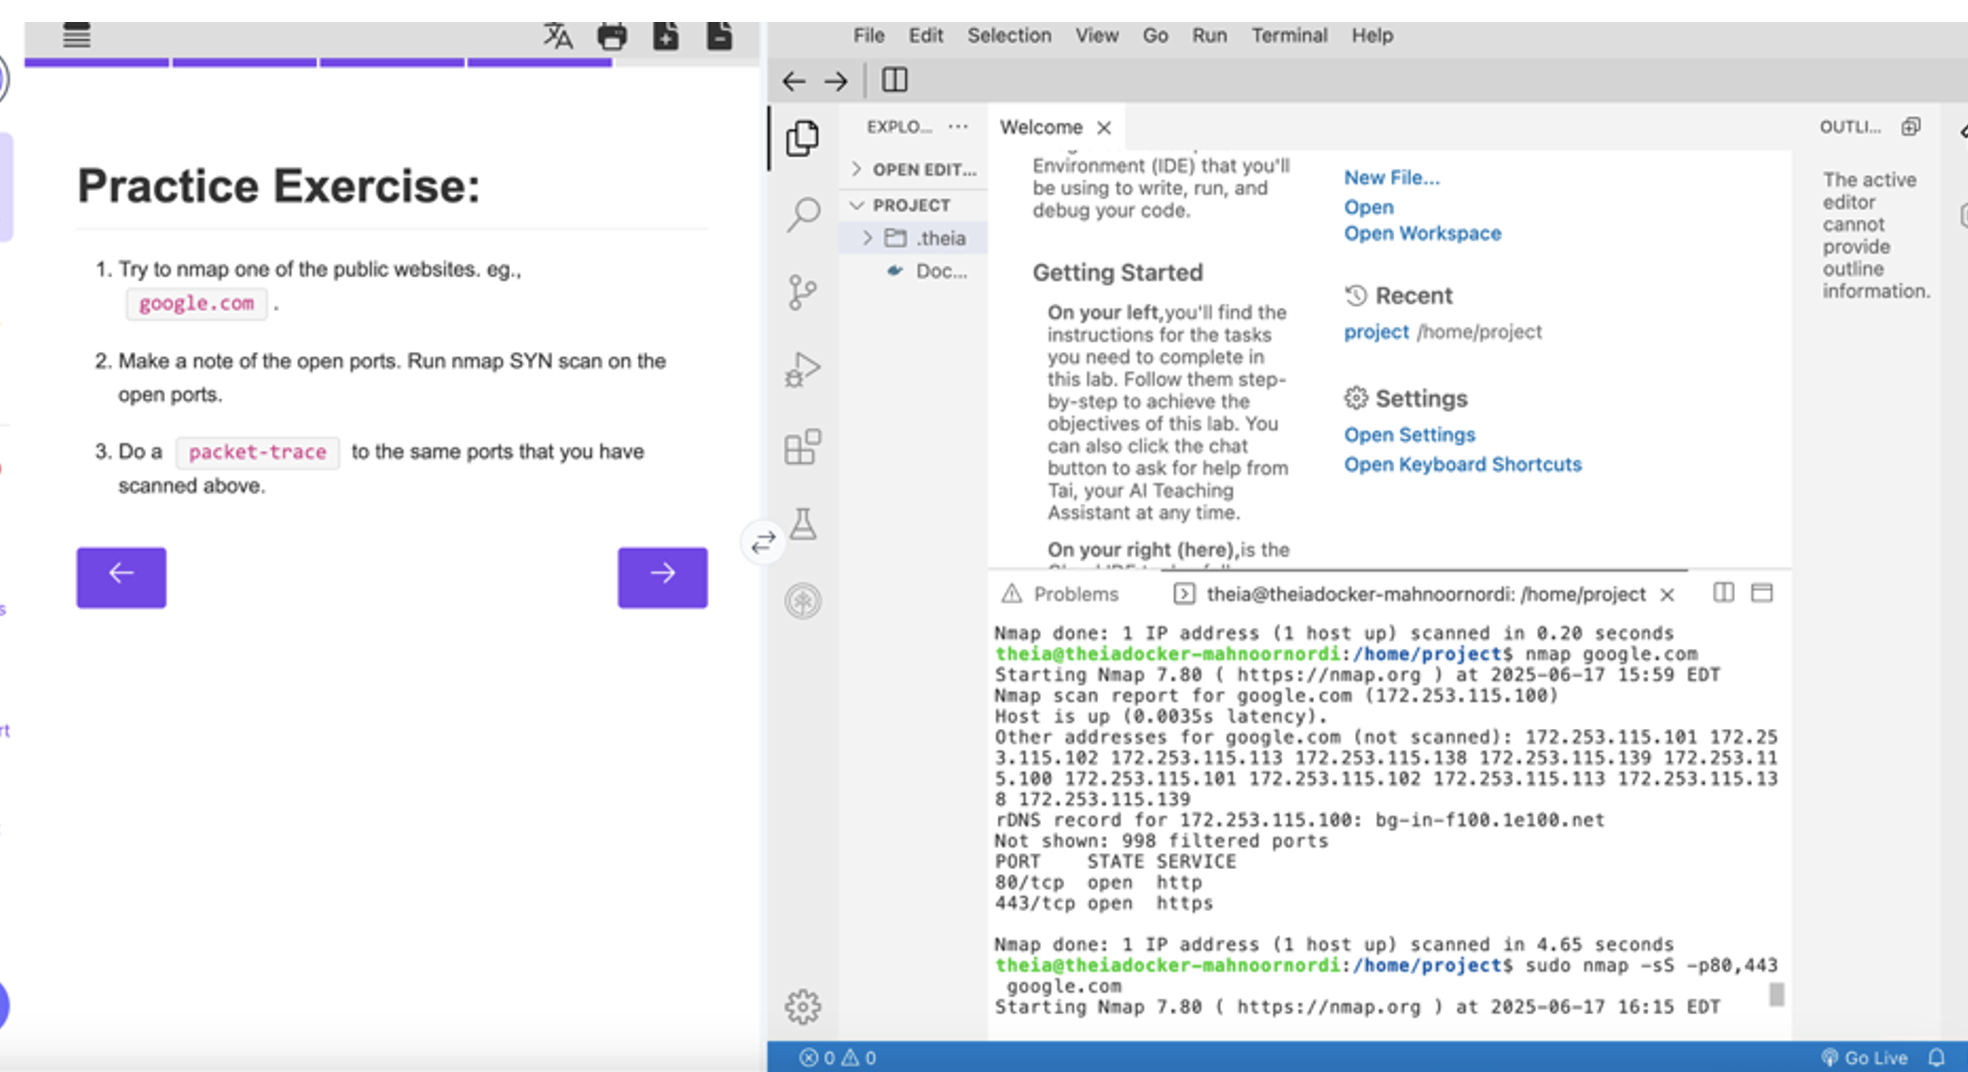 File Edit Selection View Go Run Terminal Help
Practice Exercise:
1. Try to nmap one of the public websites. eg.,
google.com .
2. Make a note of the open ports. Run nmap SYN scan on the
open ports.
3. Do a packet-trace to the same ports that you have
scanned above.
EXPLO... ···
OPEN EDIT...
PROJECT
.theia
Doc...
Welcome
Environment (IDE) that you'll
be using to write, run, and
debug your code.
Getting Started
On your left,you'll find the
instructions for the tasks
you need to complete in
this lab. Follow them step-
by-step to achieve the
objectives of this lab. You
can also click the chat
button to ask for help from
Tai, your AI Teaching
Assistant at any time.
On your right (here),is the
New File...
Open
Open Workspace
Recent
project /home/project
Settings
Open Settings
Open Keyboard Shortcuts
OUTLI...
The active
editor
cannot
provide
outline
information.
Problems
theia@theiadocker-mahnoornordi: /home/project
Nmap done: 1 IP address (1 host up) scanned in 0.20 seconds
theia@theiadocker-mahnoornordi:/home/project$ nmap google.com
Starting Nmap 7.80 ( https://nmap.org ) at 2025-06-17 15:59 EDT
Nmap scan report for google.com (172.253.115.100)
Host is up (0.0035s latency).
Other addresses for google.com (not scanned): 172.253.115.101 172.25
3.115.102 172.253.115.113 172.253.115.138 172.253.115.139 172.253.11
5.100 172.253.115.101 172.253.115.102 172.253.115.113 172.253.115.13
8 172.253.115.139
rDNS record for 172.253.115.100: bg-in-f100.1e100.net
Not shown: 998 filtered ports
PORT STATE SERVICE
80/tcp open http
443/tcp open https
Nmap done: 1 IP address (1 host up) scanned in 4.65 seconds
theia@theiadocker-mahnoornordi:/home/project$ sudo nmap -sS -p80,443
google.com
Starting Nmap 7.80 ( https://nmap.org ) at 2025-06-17 16:15 EDT
0 0
Go Live